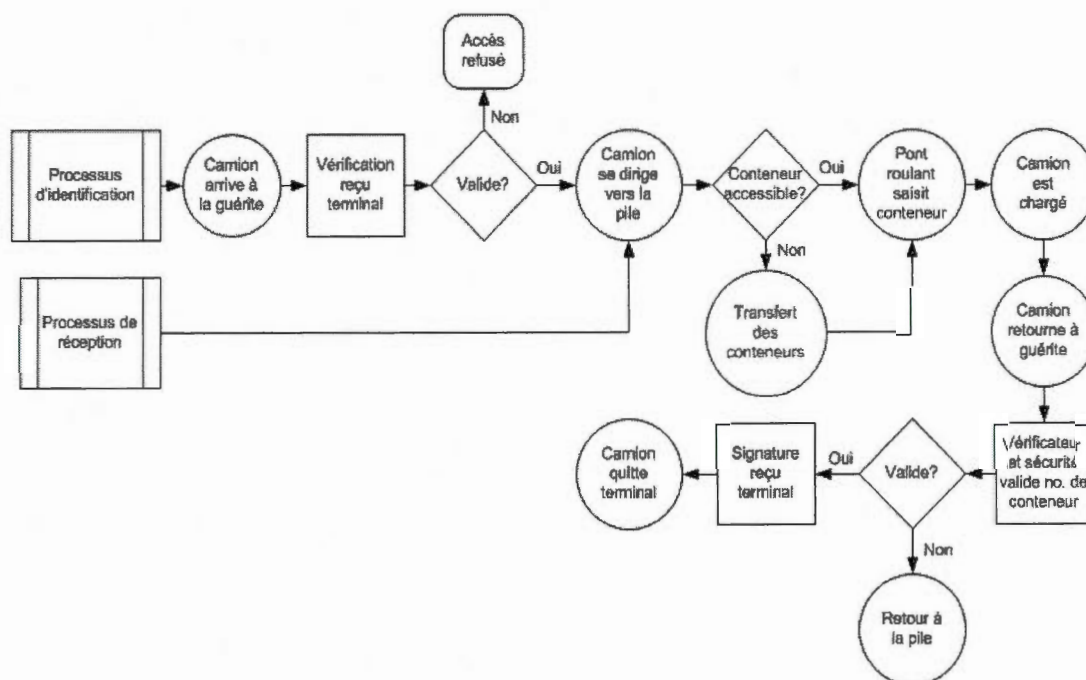 Accès
refusé
Non
Processus
d'identification
Camion
arrive à
la guérite
Vérification
reçu
terminal
Valide?
Oui
Camion
se dirige
vers la
pile
Conteneur
accessible?
Oui
Pont
roulant
saisit
conteneur
Camion
est
chargé
Non
Processus de
réception
Transfert
des
conteneurs
Camion
retourne à
guérite
Vérificateur
et sécurité
valide no. de
conteneur
Valide?
Oui
Signature
reçu
terminal
Camion
quitte
terminal
Non
Retour à
la pile